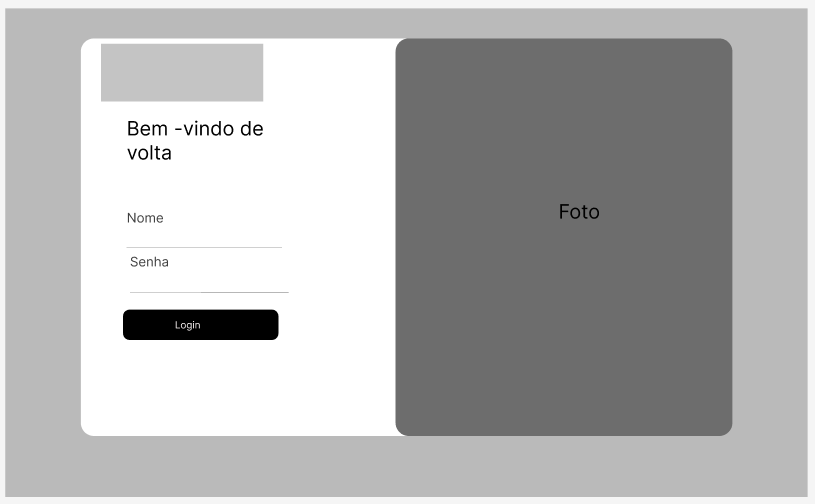 Bem -vindo de
volta
Nome
Senha
Login
Foto